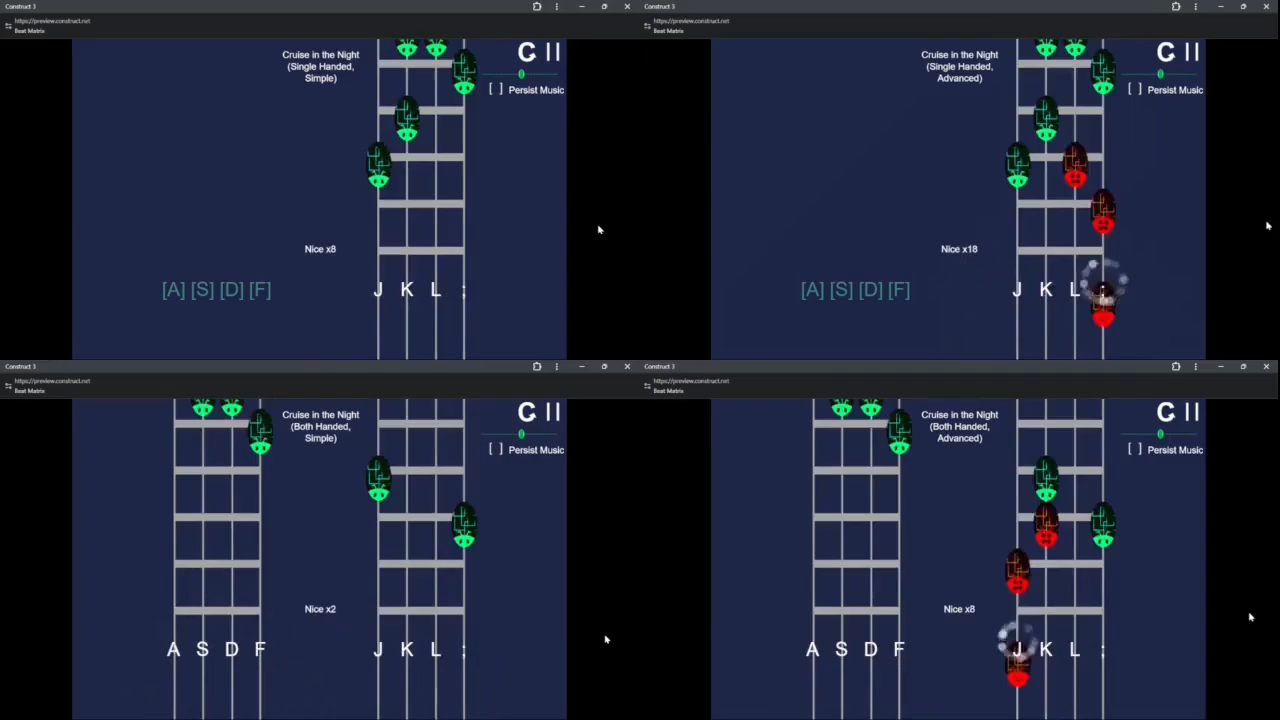 Construct 3
https://preview.construct.net
Beat Matrix
Cruise in the Night
(Single Handed,
Simple)
[ ] Persist Music
Nice x8
[A] [S] [D] [F]
J K L ;
Construct 3
https://preview.construct.net
Beat Matrix
Cruise in the Night
(Single Handed,
Advanced)
[ ] Persist Music
Nice x18
[A] [S] [D] [F]
J K L ;
Construct 3
https://preview.construct.net
Beat Matrix
Cruise in the Night
(Both Handed,
Simple)
[ ] Persist Music
Nice x2
A S D F
J K L ;
Construct 3
https://preview.construct.net
Beat Matrix
Cruise in the Night
(Both Handed,
Advanced)
[ ] Persist Music
Nice x8
A S D F
J K L ;